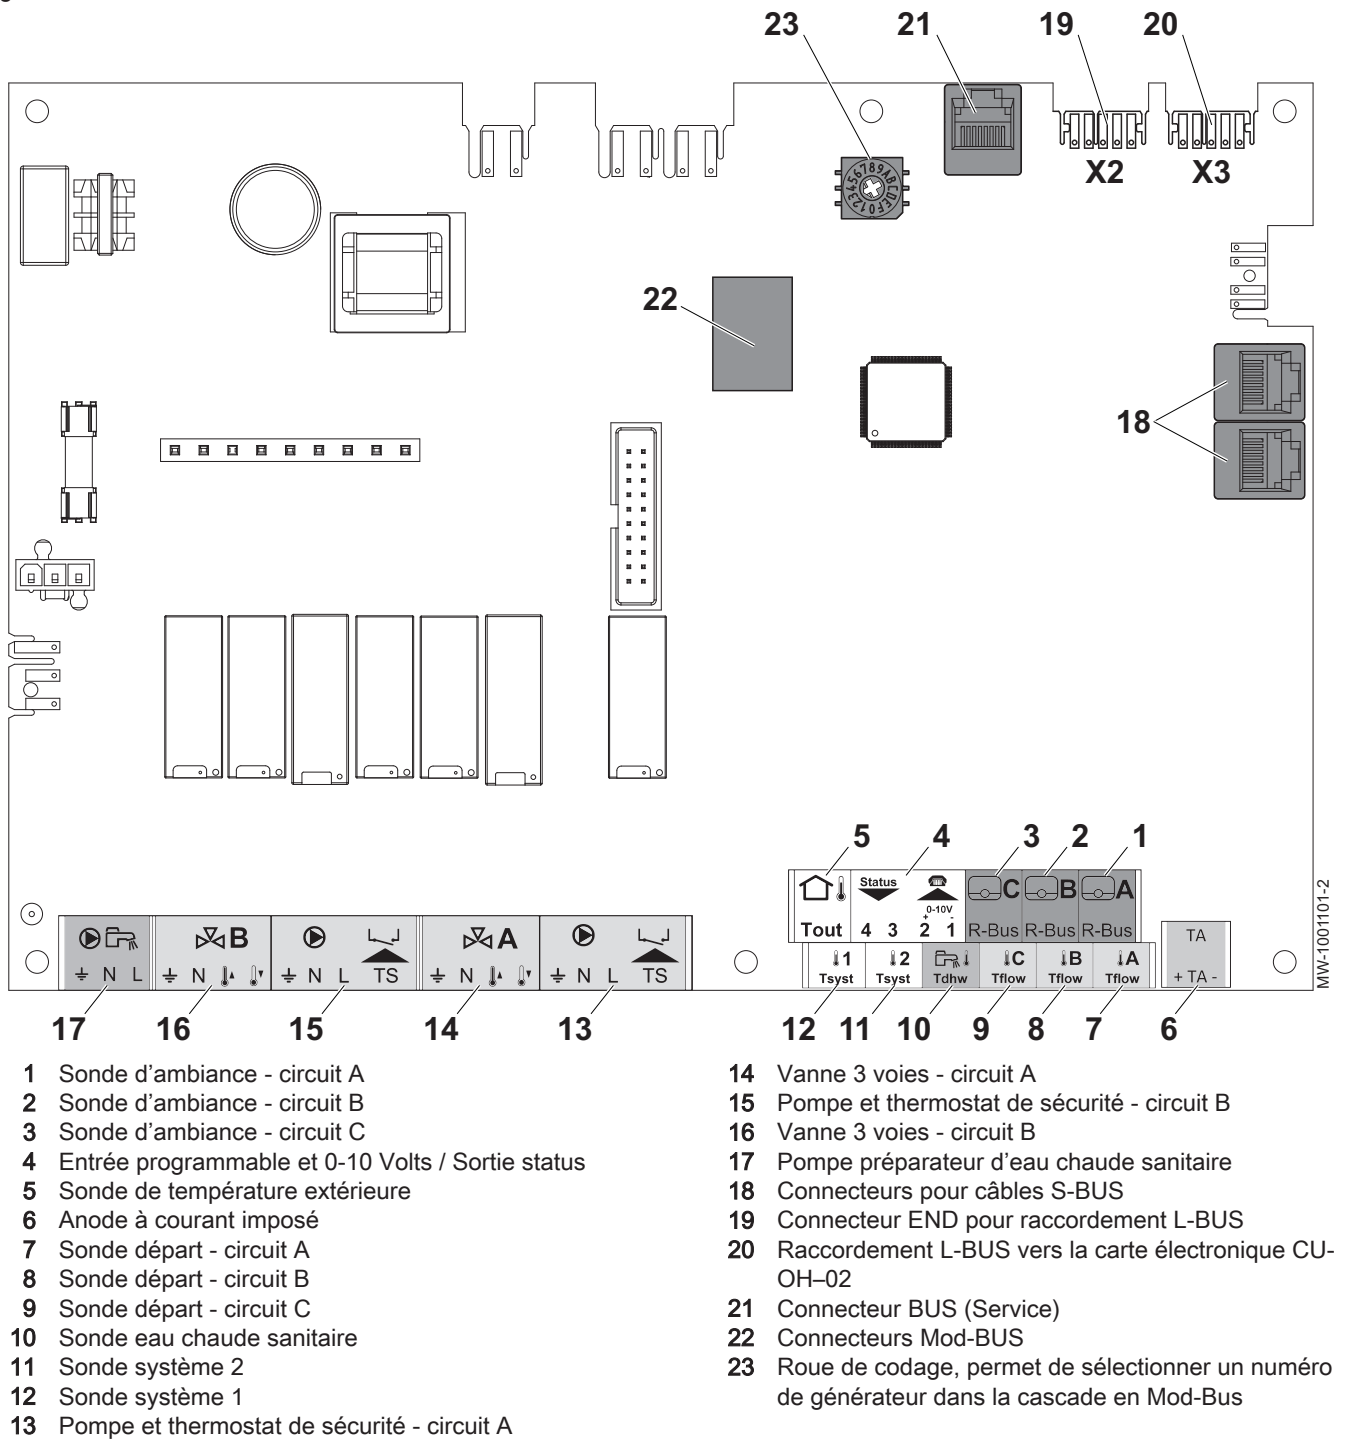 23 21 19 20
X2 X3
456789ABCDEF0123
22
18
5 4 3 2 1
Status
0-10V
+ -
C B A
Tout 4 3 2 1 R-Bus R-Bus R-Bus
TA
+ TA -
1 2 C B A
Tsyst Tsyst Tdhw Tflow Tflow Tflow
B A
N L N N L TS N N L TS
MW-1001101-2
17 16 15 14 13 12 11 10 9 8 7 6
1 Sonde d'ambiance - circuit A
2 Sonde d'ambiance - circuit B
3 Sonde d'ambiance - circuit C
4 Entrée programmable et 0-10 Volts / Sortie status
5 Sonde de température extérieure
6 Anode à courant imposé
7 Sonde départ - circuit A
8 Sonde départ - circuit B
9 Sonde départ - circuit C
10 Sonde eau chaude sanitaire
11 Sonde système 2
12 Sonde système 1
13 Pompe et thermostat de sécurité - circuit A
14 Vanne 3 voies - circuit A
15 Pompe et thermostat de sécurité - circuit B
16 Vanne 3 voies - circuit B
17 Pompe préparateur d'eau chaude sanitaire
18 Connecteurs pour câbles S-BUS
19 Connecteur END pour raccordement L-BUS
20 Raccordement L-BUS vers la carte électronique CU-
OH–02
21 Connecteur BUS (Service)
22 Connecteurs Mod-BUS
23 Roue de codage, permet de sélectionner un numéro
de générateur dans la cascade en Mod-Bus